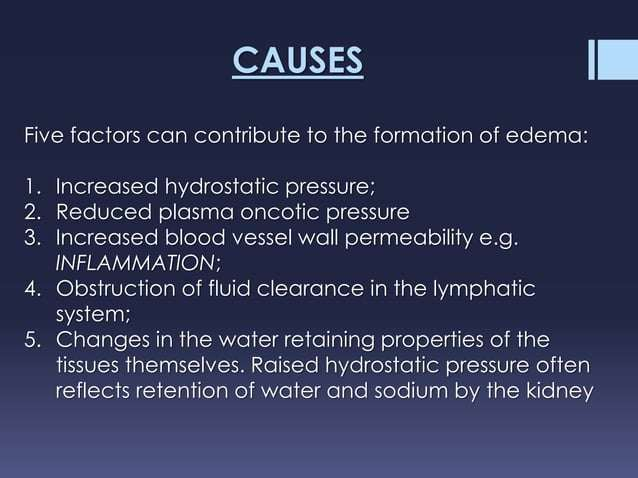 CAUSES
Five factors can contribute to the formation of edema:
1. Increased hydrostatic pressure;
2. Reduced plasma oncotic pressure
3. Increased blood vessel wall permeability e.g.
INFLAMMATION;
4. Obstruction of fluid clearance in the lymphatic
system;
5. Changes in the water retaining properties of the
tissues themselves. Raised hydrostatic pressure often
reflects retention of water and sodium by the kidney